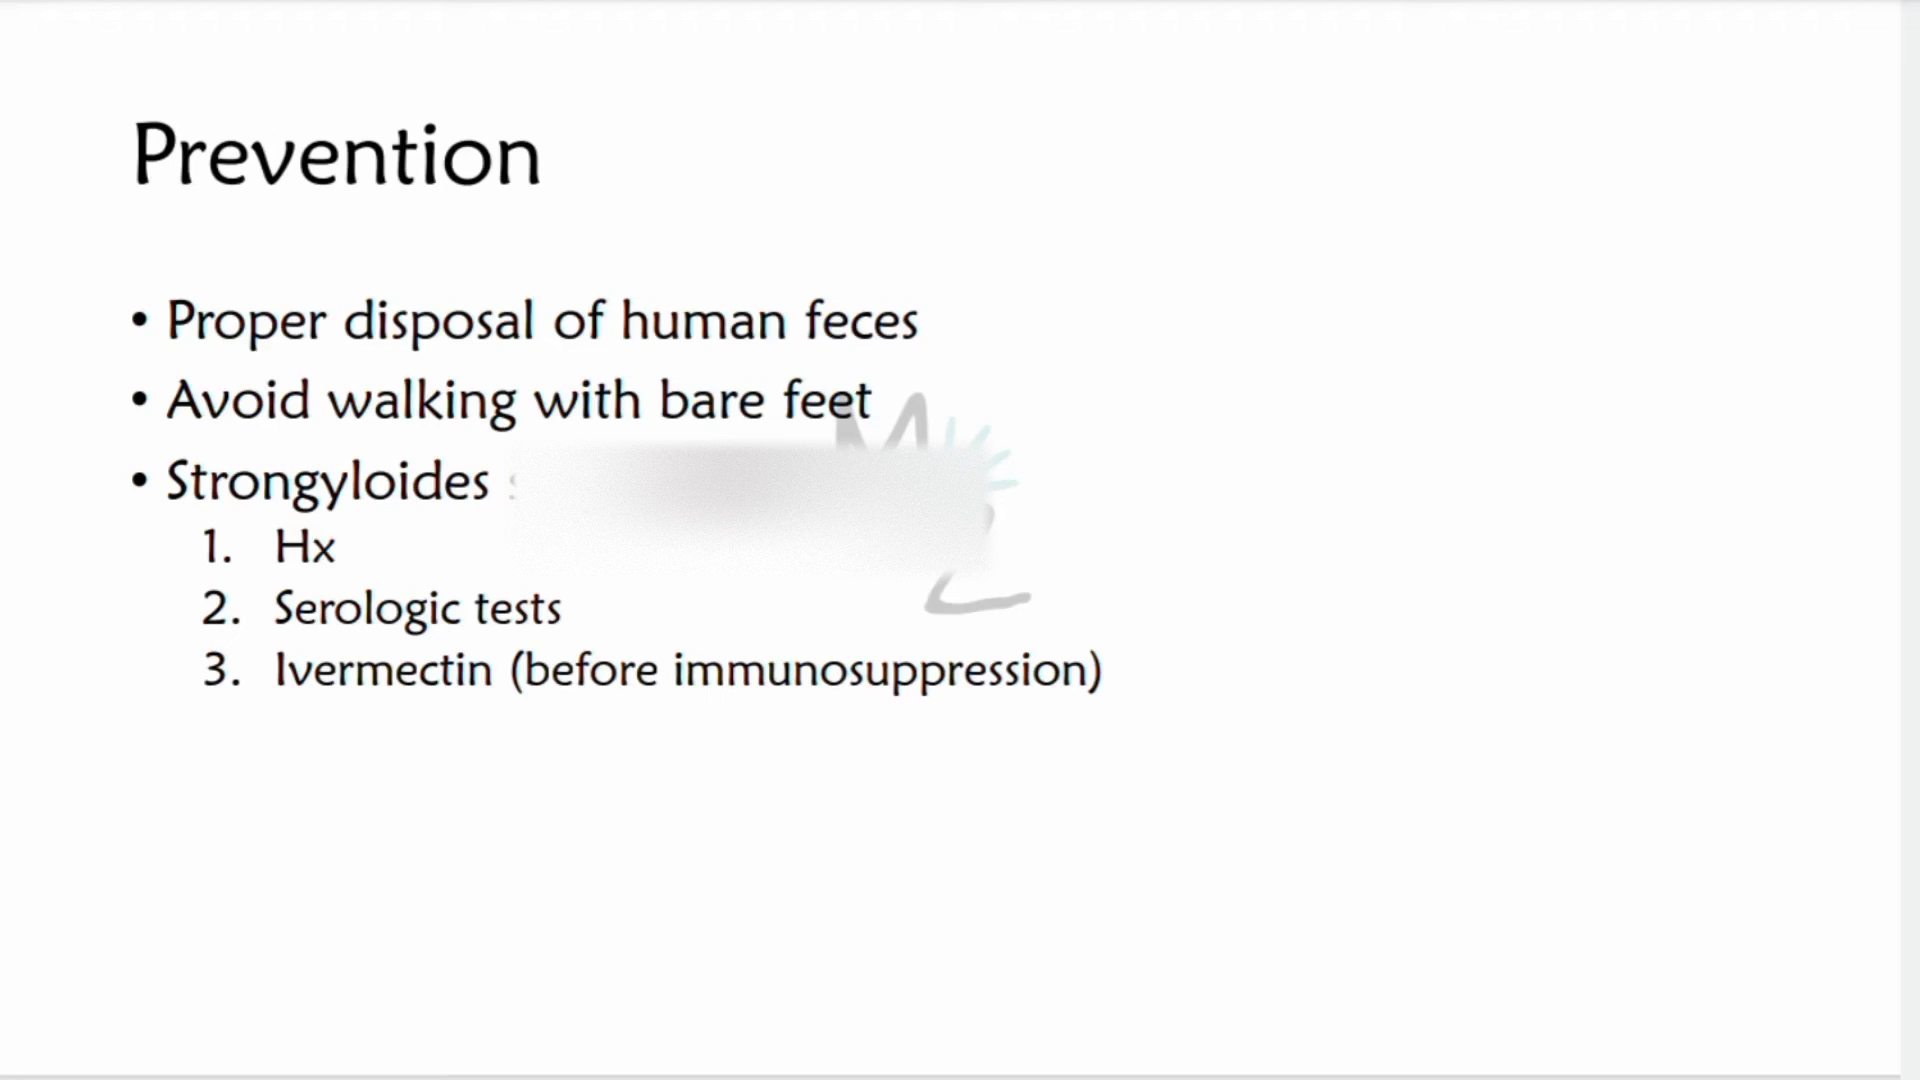 Prevention
• Proper disposal of human feces
• Avoid walking with bare feet
• Strongyloides
1. Hx
2. Serologic tests
3. Ivermectin (before immunosuppression)